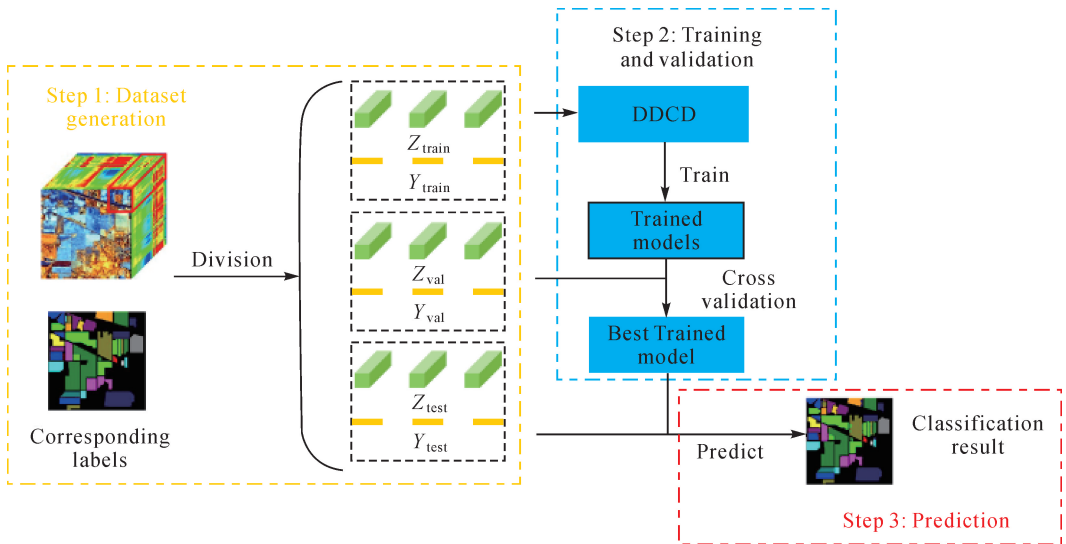 Step 1: Dataset
generation
Division
Corresponding
labels
Z train
Y train
Z val
Y val
Z test
Y test
Step 2: Training
and validation
DDCD
Train
Trained
models
Cross
validation
Best Trained
model
Predict
Classification
result
Step 3: Prediction